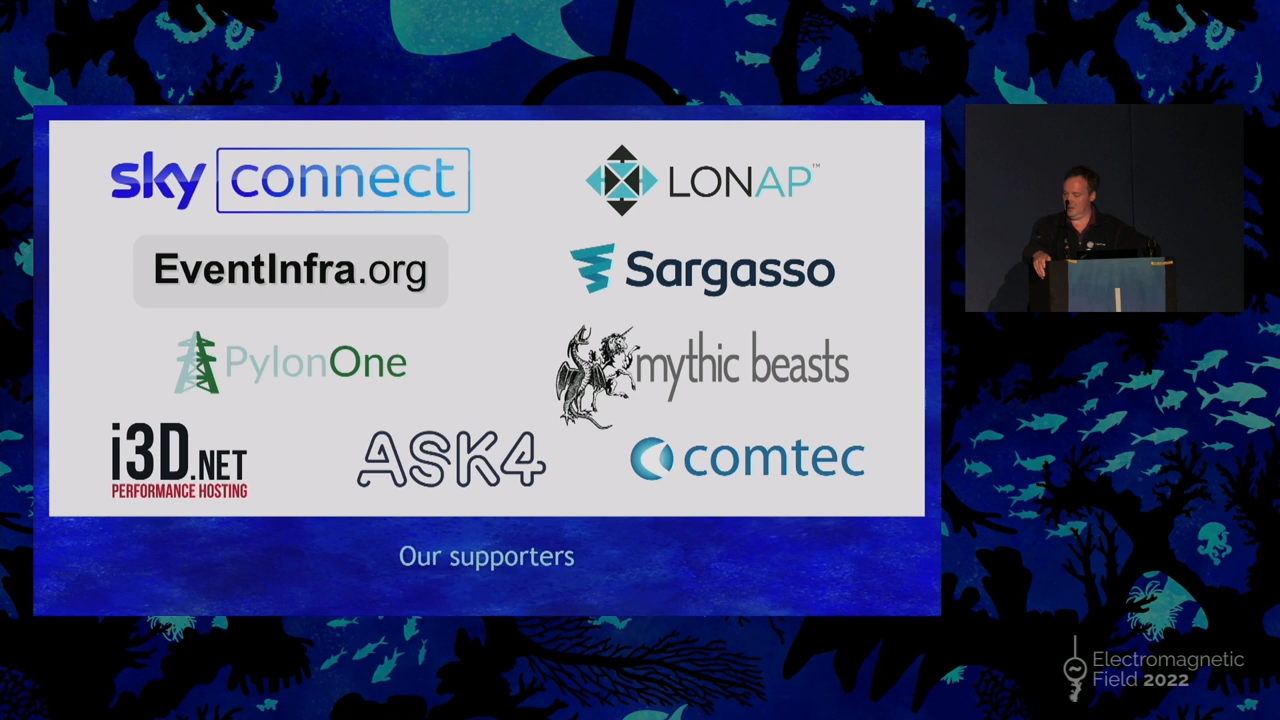 sky connect
LONAP™
EventInfra.org
Sargasso
PylonOne
mythic beasts
i3D.NET
PERFORMANCE HOSTING
ASK4
comtec
Our supporters
Electromagnetic
Field 2022